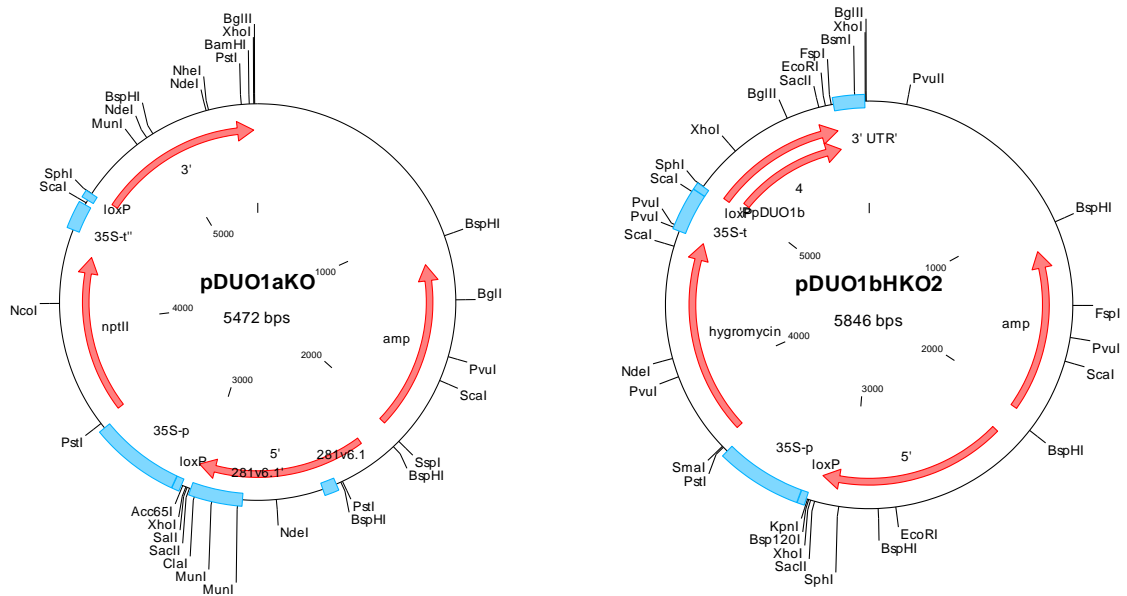 BglII
XhoI
BamHI
PstI
NheI
NdeI
BspHI
NdeI
MunI
SphI
ScaI
loxP
35S-t''
3'
I
5000
1000
BspHI
BglI
pDUO1aKO
5472 bps
NcoI
nptII
4000
amp
2000
3000
PvuI
ScaI
PstI
35S-p
loxP
5'
281v6.1'
281v6.1
SspI
BspHI
PstI
BspHI
NdeI
Acc65I
XhoI
SalI
SacII
ClaI
MunI
MunI
BglII
XhoI
BsmI
FspI
EcoRI
SacII
BglII
XhoI
SphI
ScaI
PvuI
PvuI
ScaI
PvuII
3' UTR'
4
loxP
PpDUO1b
35S-t
I
5000
1000
BspHI
pDUO1bHKO2
5846 bps
hygromycin
4000
amp
2000
3000
FspI
PvuI
ScaI
NdeI
PvuI
BspHI
SmaI
PstI
35S-p
loxP
5'
KpnI
Bsp120I
XhoI
SacII
SphI
BspHI
EcoRI